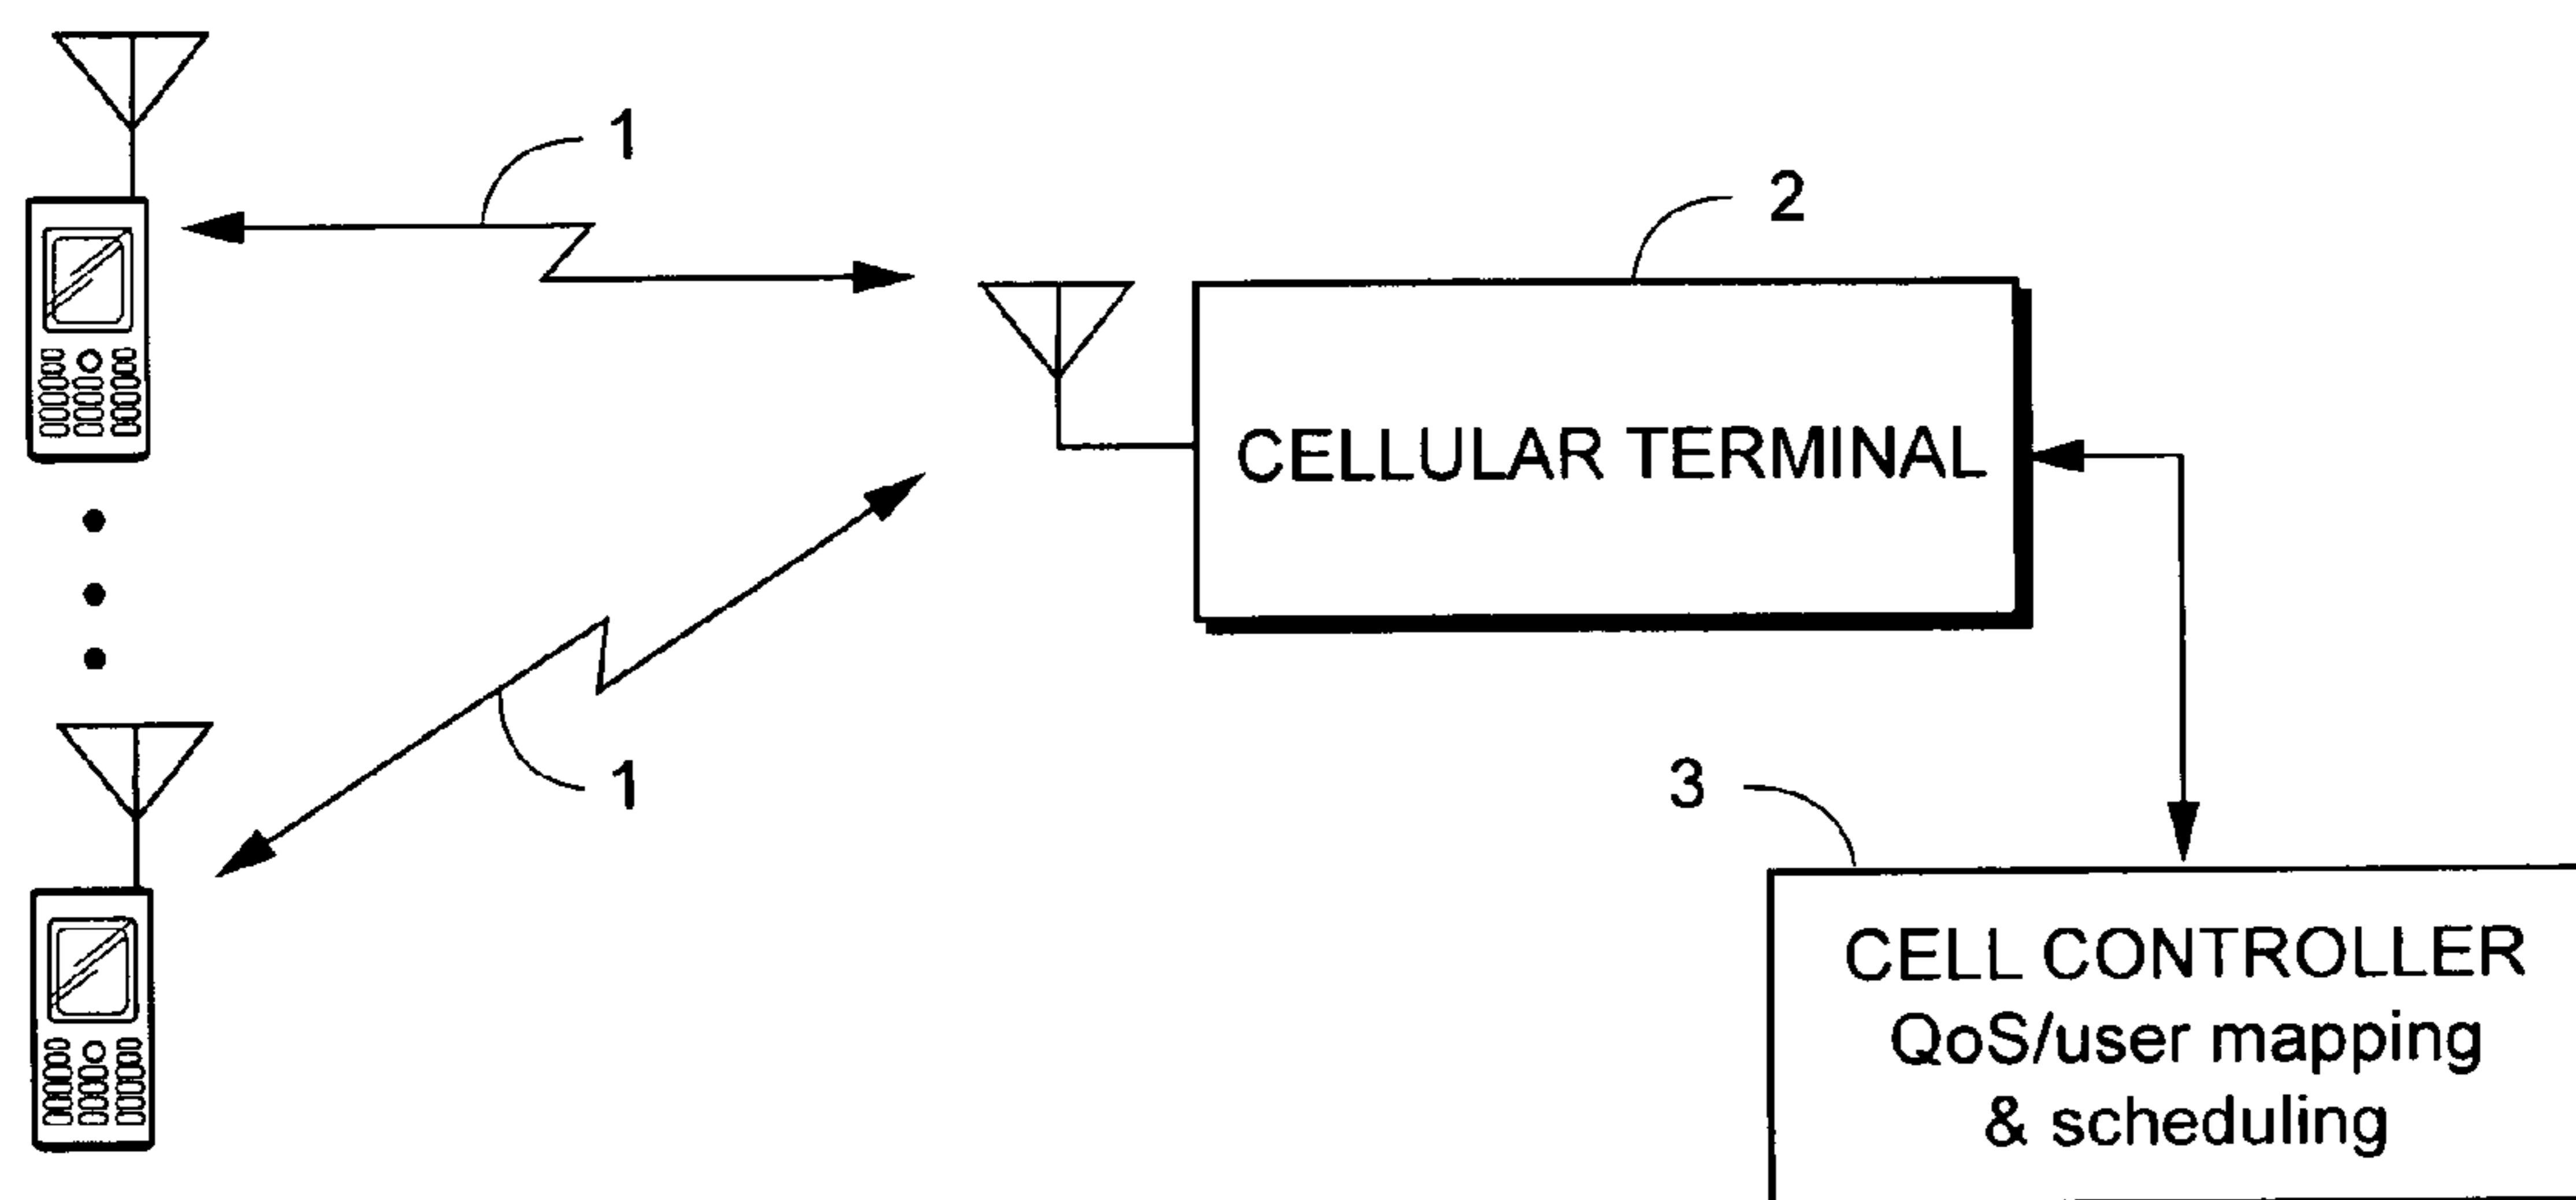 1
2
CELLULAR TERMINAL
1
3
CELL CONTROLLER
QoS/user mapping
& scheduling